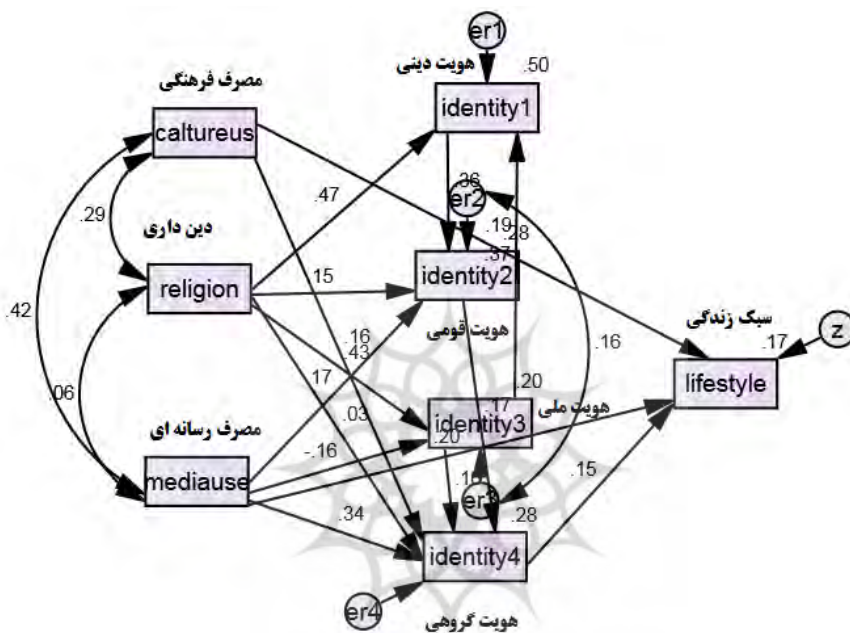 er1
هویت دینی
.50
identity1
مصرف فرهنگی
caltureus
.47
.36
er2
.19
.28
.37
.29
دین داری
identity2
15
religion
هویت قومی
سبک زندگی
.42
.16
.17
z
.16
.43
lifestyle
.06
17
.03
.20
identity3
.17
هویت ملی
مصرف رسانه ای
-.16
.20
.15
mediause
er3
.34
.28
identity4
er4
هویت گروهی